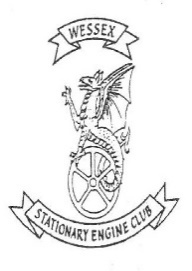 WESSEX
STATIONARY ENGINE CLUB